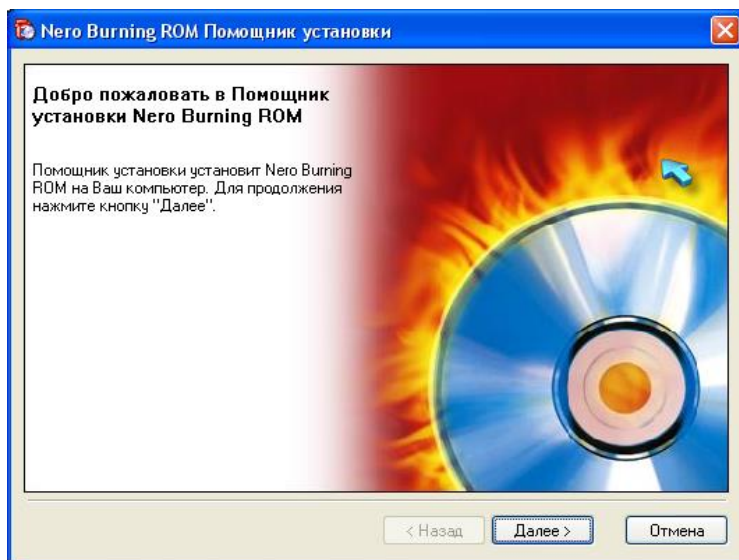 Nero Burning ROM Помощник установки
Добро пожаловать в Помощник
установки Nero Burning ROM
Помощник установки установит Nero Burning
ROM на Ваш компьютер. Для продолжения
нажмите кнопку "Далее".
< Назад
Далее >
Отмена